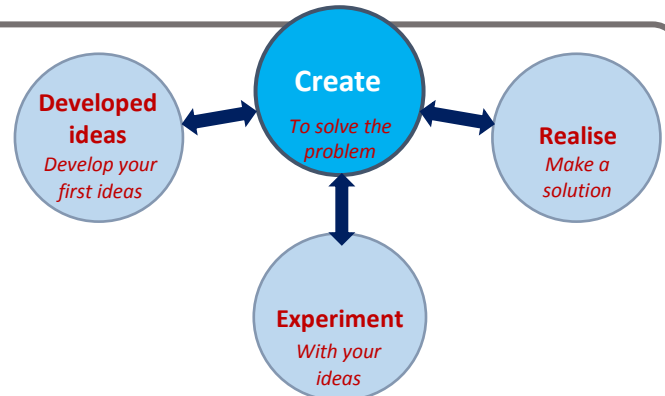 Create
To solve the
problem
Developed
ideas
Develop your
first ideas
Realise
Make a
solution
Experiment
With your
ideas